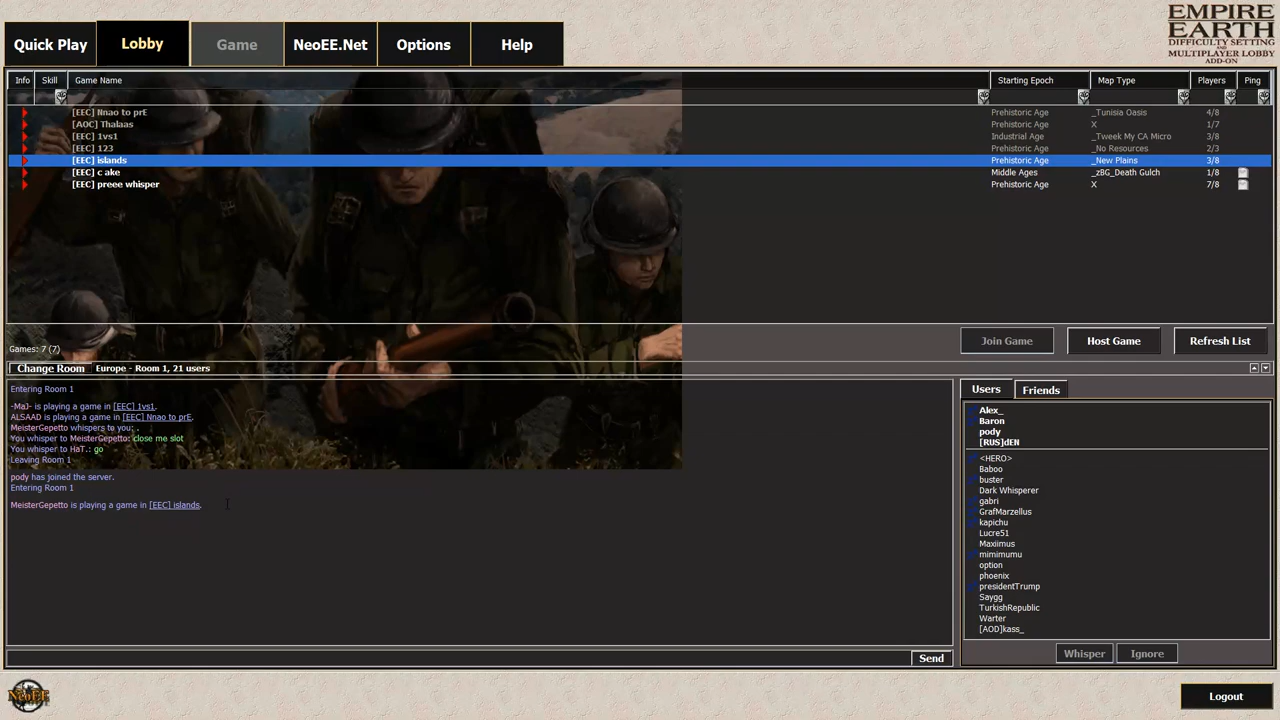 Quick Play Lobby Game NeoEE.Net Options Help
EMPIRE
EARTH
DIFFICULTY SETTING
AND
MULTIPLAYER LOBBY
ADD-ON
Info Skill Game Name Starting Epoch Map Type Players Ping
[EEC] Nnao to prE Prehistoric Age _Tunisia Oasis 4/8
[AOC] Thalaas Prehistoric Age X 1/7
[EEC] 1vs1 Industrial Age _Tweek My CA Micro 3/8
[EEC] 123 Prehistoric Age _No Resources 2/3
[EEC] islands Prehistoric Age _New Plains 3/8
[EEC] c ake Middle Ages _zBG_Death Gulch 1/8
[EEC] preee whisper Prehistoric Age X 7/8
Games: 7 (7) Join Game Host Game Refresh List
Change Room Europe - Room 1, 21 users
Entering Room 1
-MaJ- is playing a game in [EEC] 1vs1.
ALSAAD is playing a game in [EEC] Nnao to prE.
MeisterGepetto whispers to you: .
You whisper to MeisterGepetto: close me slot
You whisper to HaT.: go
Leaving Room 1
pody has joined the server.
Entering Room 1
MeisterGepetto is playing a game in [EEC] islands.
Send
Users Friends
Alex_
Baron
pody
[RUS]dEN
<HERO>
Baboo
buster
Dark Whisperer
gabri
GrafMarzellus
kapichu
Lucre51
Maxiimus
mimimumu
option
phoenix
presidentTrump
Saygg
TurkishRepublic
Warter
[AOD]kass_
Whisper Ignore
NeoEE
Logout